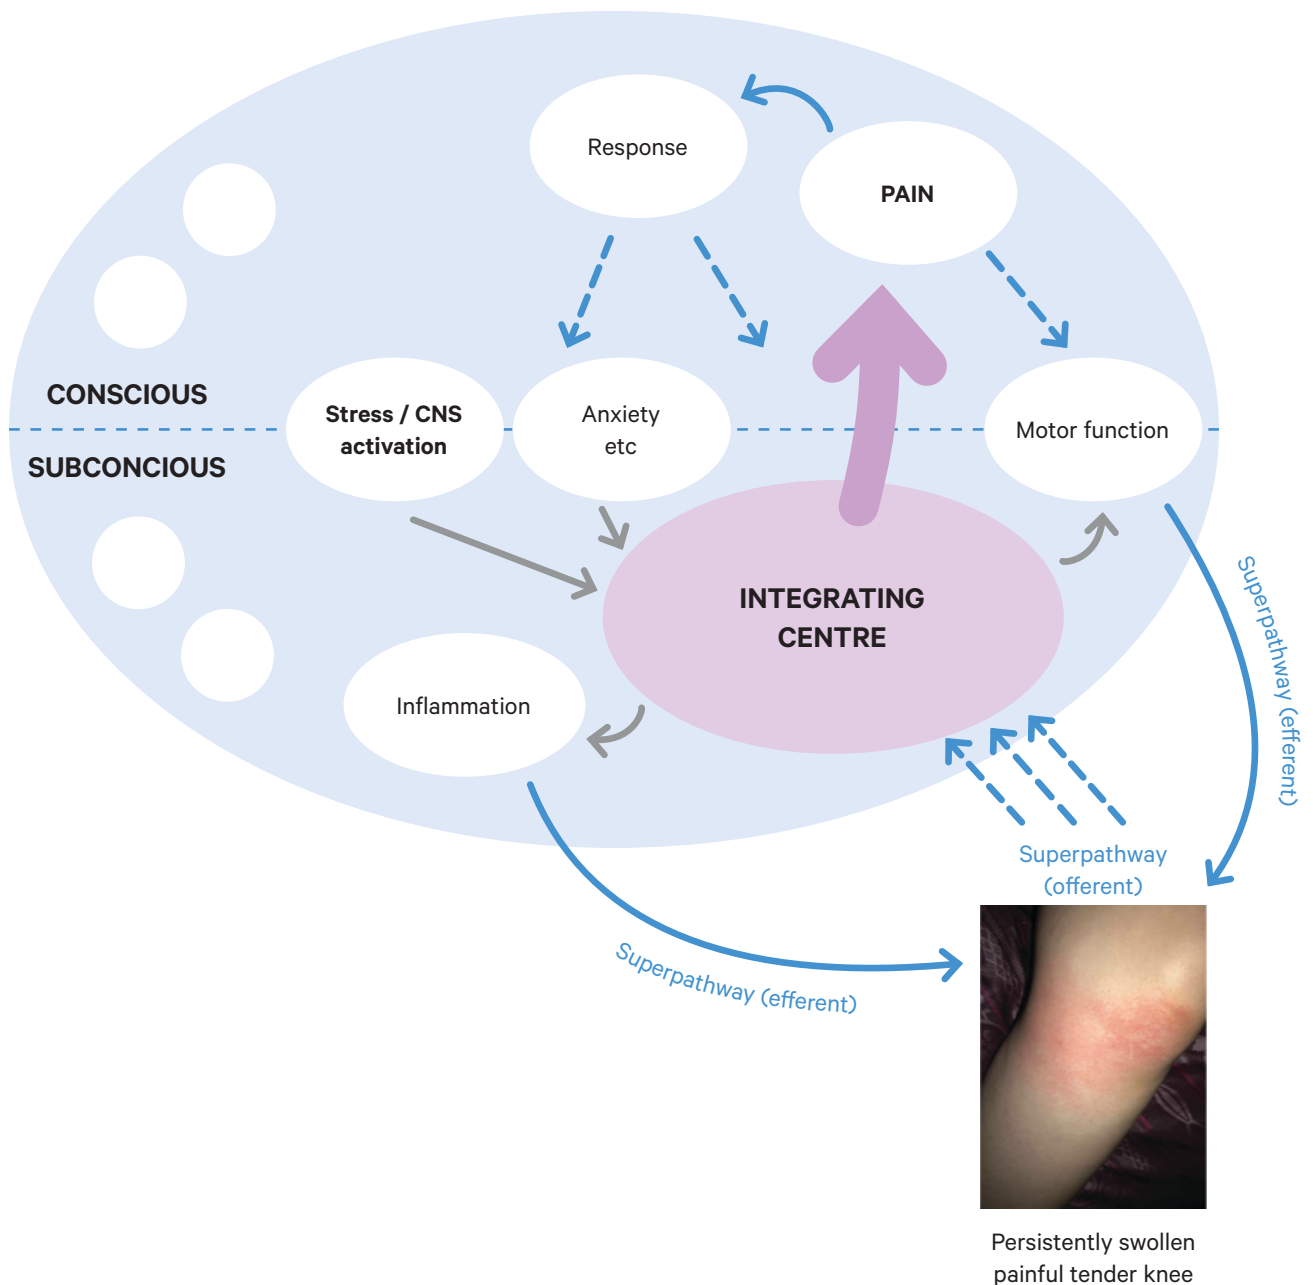 Response
PAIN
CONSCIOUS
SUBCONCIOUS
Stress / CNS
activation
Anxiety
etc
Motor function
INTEGRATING
CENTRE
Inflammation
Superpathway (efferent)
Superpathway
(offerent)
Superpathway (efferent)
Persistently swollen
painful tender knee